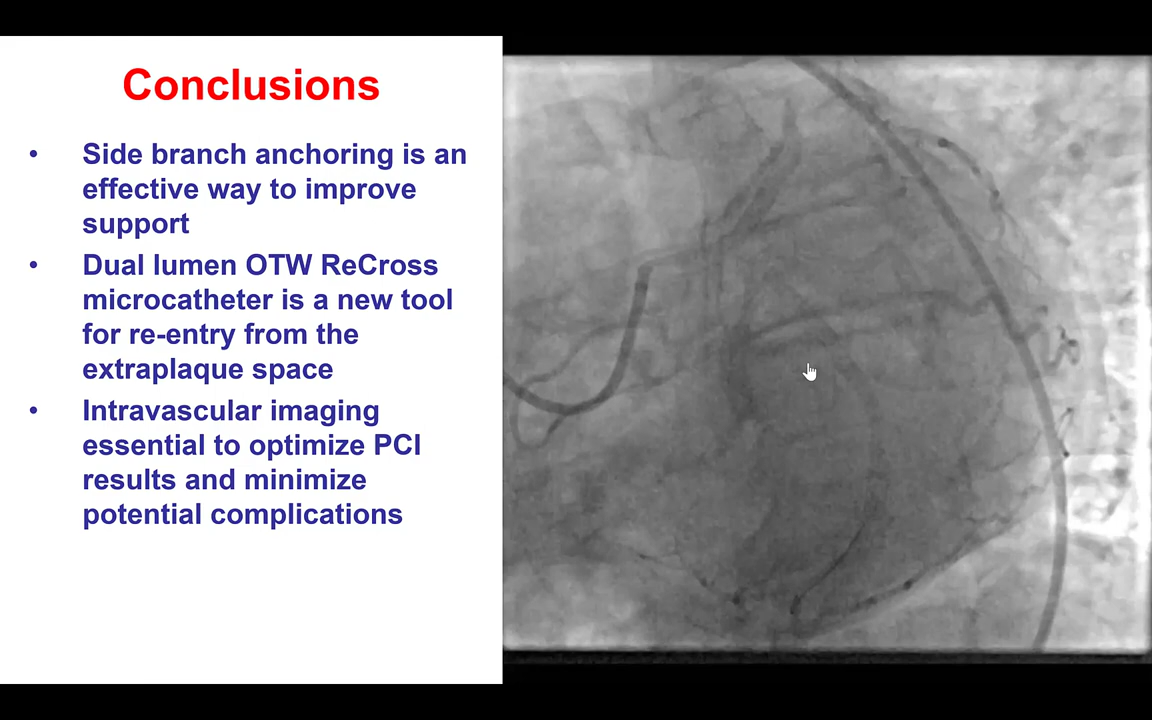 Conclusions
• Side branch anchoring is an
effective way to improve
support
• Dual lumen OTW ReCross
microcatheter is a new tool
for re-entry from the
extraplaque space
• Intravascular imaging
essential to optimize PCI
results and minimize
potential complications